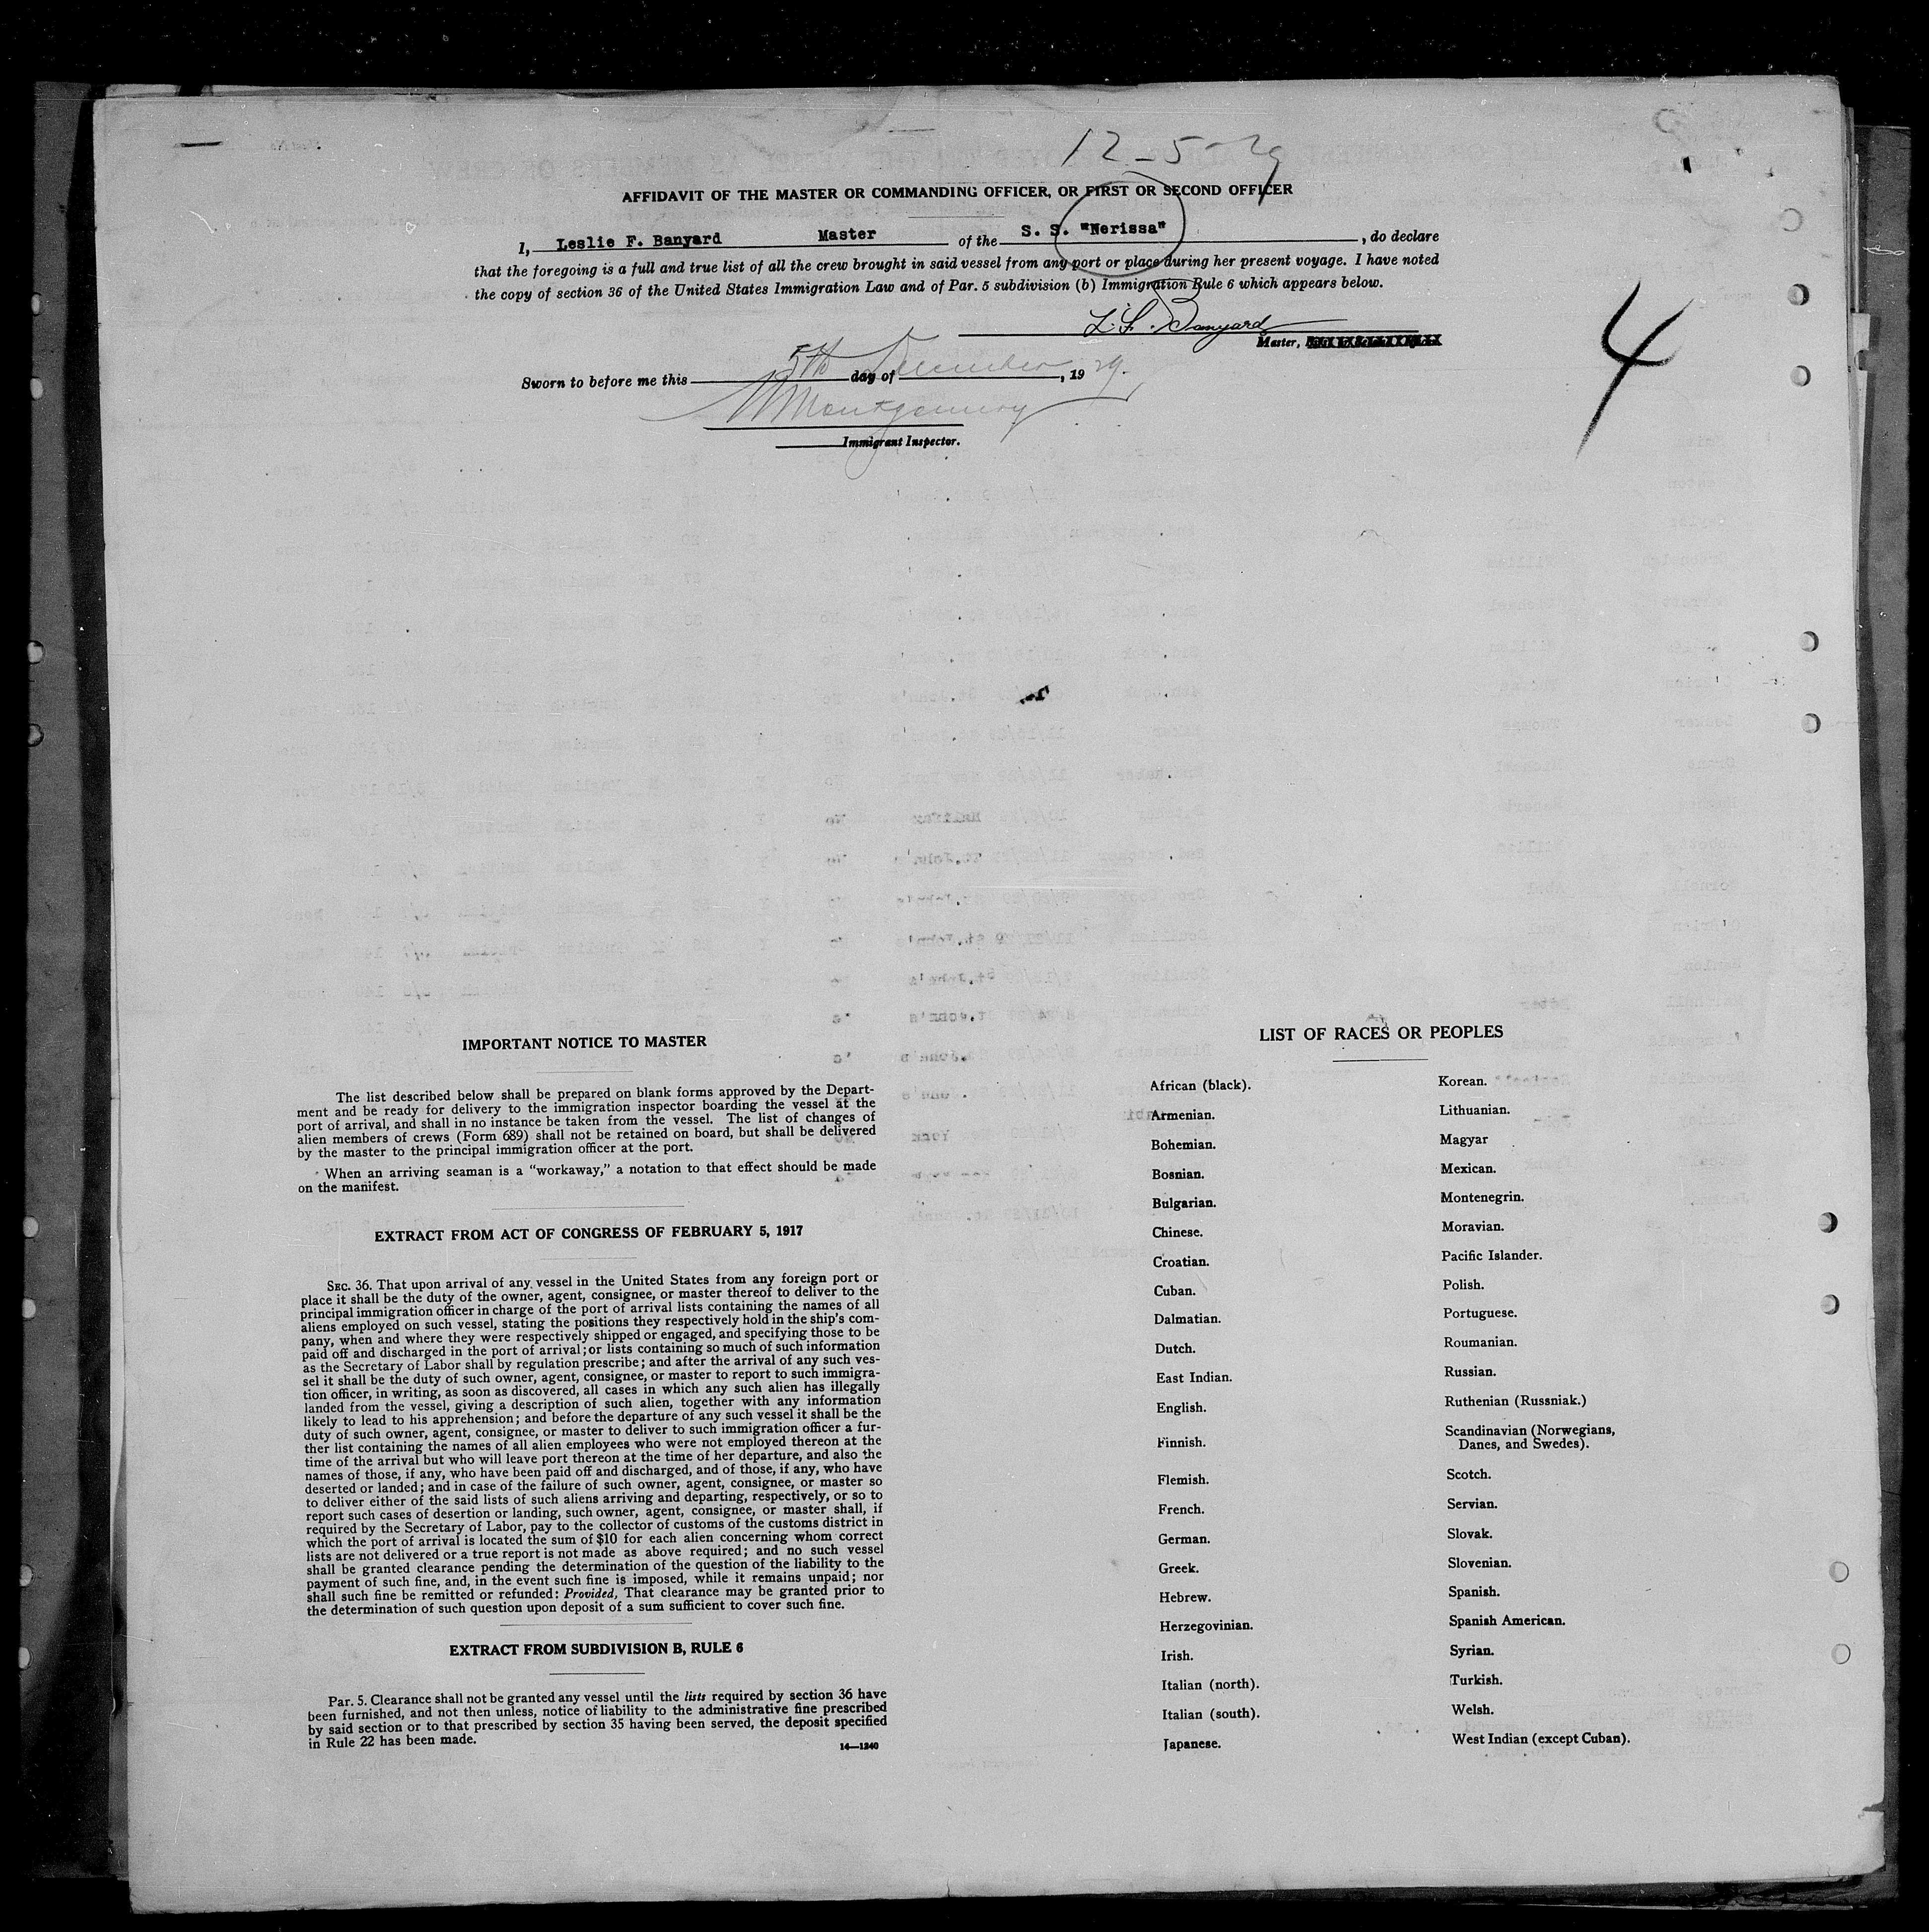 12-5-29
AFFIDAVIT OF THE MASTER OR COMMANDING OFFICER, OR FIRST OR SECOND OFFICER
I, Leslie F. Banyard Master of the S. S. "Nerissa", do declare
that the foregoing is a full and true list of all the crew brought in said vessel from any port or place during her present voyage. I have noted
the copy of section 36 of the United States Immigration Law and of Par. 5 subdivision (b) Immigration Rule 6 which appears below.
L. F. Banyard
Master,
4
Sworn to before me this 5th day of December, 1929.
Montgomery
Immigrant Inspector.
IMPORTANT NOTICE TO MASTER
The list described below shall be prepared on blank forms approved by the Depart-
ment and be ready for delivery to the immigration inspector boarding the vessel at the
port of arrival, and shall in no instance be taken from the vessel. The list of changes of
alien members of crews (Form 689) shall not be retained on board, but shall be delivered
by the master to the principal immigration officer at the port.
When an arriving seaman is a "workaway," a notation to that effect should be made
on the manifest.
EXTRACT FROM ACT OF CONGRESS OF FEBRUARY 5, 1917
SEC. 36. That upon arrival of any vessel in the United States from any foreign port or
place it shall be the duty of the owner, agent, consignee, or master thereof to deliver to the
principal immigration officer in charge of the port of arrival lists containing the names of all
aliens employed on such vessel, stating the positions they respectively hold in the ship's com-
pany, when and where they were respectively shipped or engaged, and specifying those to be
paid off and discharged in the port of arrival; or lists containing so much of such information
as the Secretary of Labor shall by regulation prescribe; and after the arrival of any such ves-
sel it shall be the duty of such owner, agent, consignee, or master to report to such immigra-
tion officer, in writing, as soon as discovered, all cases in which any such alien has illegally
landed from the vessel, giving a description of such alien, together with any information
likely to lead to his apprehension; and before the departure of any such vessel it shall be the
duty of such owner, agent, consignee, or master to deliver to such immigration officer a fur-
ther list containing the names of all alien employees who were not employed thereon at the
time of the arrival but who will leave port thereon at the time of her departure, and also the
names of those, if any, who have been paid off and discharged, and of those, if any, who have
deserted or landed; and in case of the failure of such owner, agent, consignee, or master so
to deliver either of the said lists of such aliens arriving and departing, respectively, or so to
report such cases of desertion or landing, such owner, agent, consignee, or master shall, if
required by the Secretary of Labor, pay to the collector of customs of the customs district in
which the port of arrival is located the sum of $10 for each alien concerning whom correct
lists are not delivered or a true report is not made as above required; and no such vessel
shall be granted clearance pending the determination of the question of the liability to the
payment of such fine, and, in the event such fine is imposed, while it remains unpaid; nor
shall such fine be remitted or refunded: Provided, That clearance may be granted prior to
the determination of such question upon deposit of a sum sufficient to cover such fine.
EXTRACT FROM SUBDIVISION B, RULE 6
Par. 5. Clearance shall not be granted any vessel until the lists required by section 36 have
been furnished, and not then unless, notice of liability to the administrative fine prescribed
by said section or to that prescribed by section 35 having been served, the deposit specified
in Rule 22 has been made.
14—1240
LIST OF RACES OR PEOPLES
African (black).
Armenian.
Bohemian.
Bosnian.
Bulgarian.
Chinese.
Croatian.
Cuban.
Dalmatian.
Dutch.
East Indian.
English.
Finnish.
Flemish.
French.
German.
Greek.
Hebrew.
Herzegovinian.
Irish.
Italian (north).
Italian (south).
Japanese.
Korean.
Lithuanian.
Magyar
Mexican.
Montenegrin.
Moravian.
Pacific Islander.
Polish.
Portuguese.
Roumanian.
Russian.
Ruthenian (Russniak.)
Scandinavian (Norwegians,
Danes, and Swedes).
Scotch.
Servian.
Slovak.
Slovenian.
Spanish.
Spanish American.
Syrian.
Turkish.
Welsh.
West Indian (except Cuban).